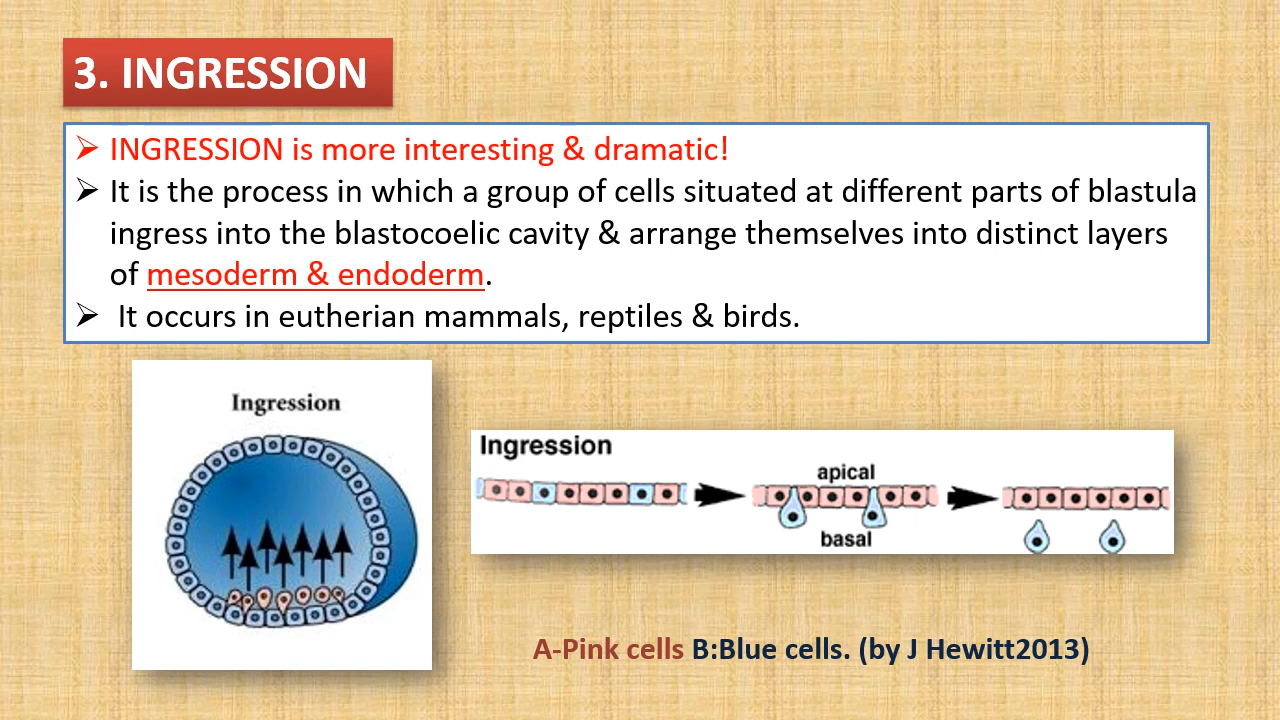 3. INGRESSION
➢ INGRESSION is more interesting & dramatic!
➢ It is the process in which a group of cells situated at different parts of blastula
ingress into the blastocoelic cavity & arrange themselves into distinct layers
of mesoderm & endoderm.
➢ It occurs in eutherian mammals, reptiles & birds.
Ingression
Ingression
apical
basal
A-Pink cells B:Blue cells. (by J Hewitt2013)